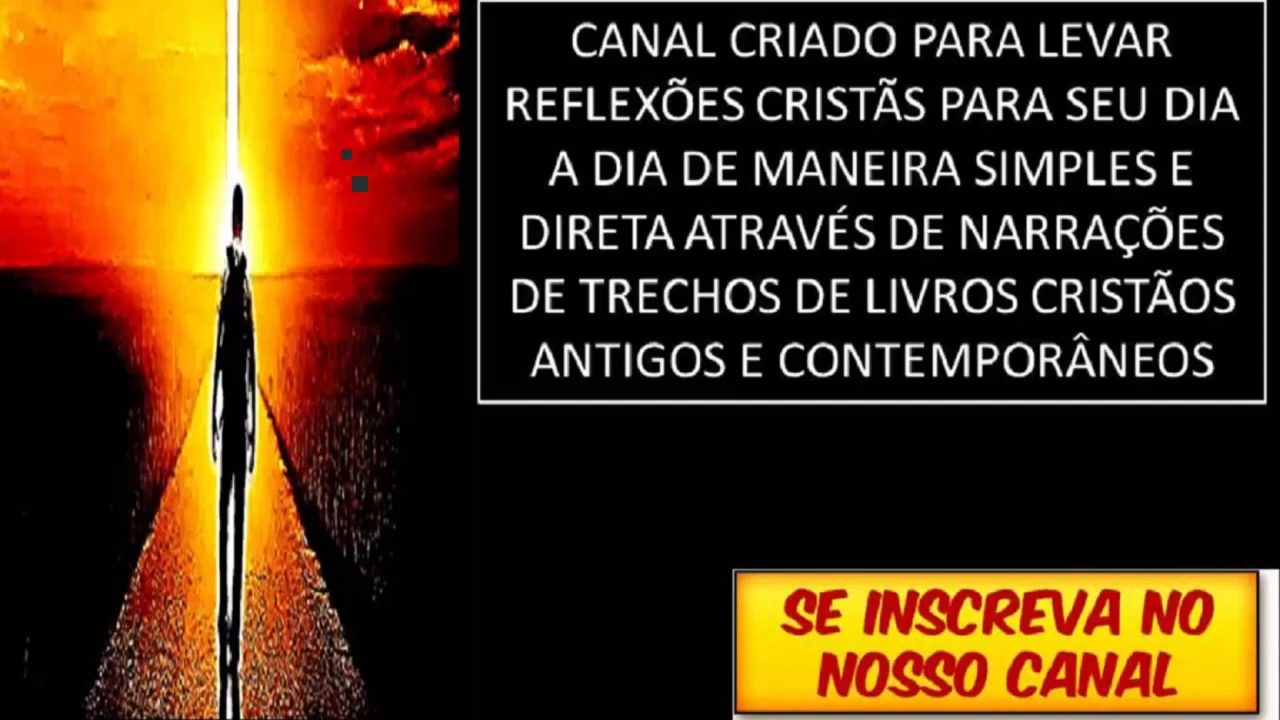 CANAL CRIADO PARA LEVAR
REFLEXÕES CRISTÃS PARA SEU DIA
A DIA DE MANEIRA SIMPLES E
DIRETA ATRAVÉS DE NARRAÇÕES
DE TRECHOS DE LIVROS CRISTÃOS
ANTIGOS E CONTEMPORÂNEOS
SE INSCREVA NO
NOSSO CANAL